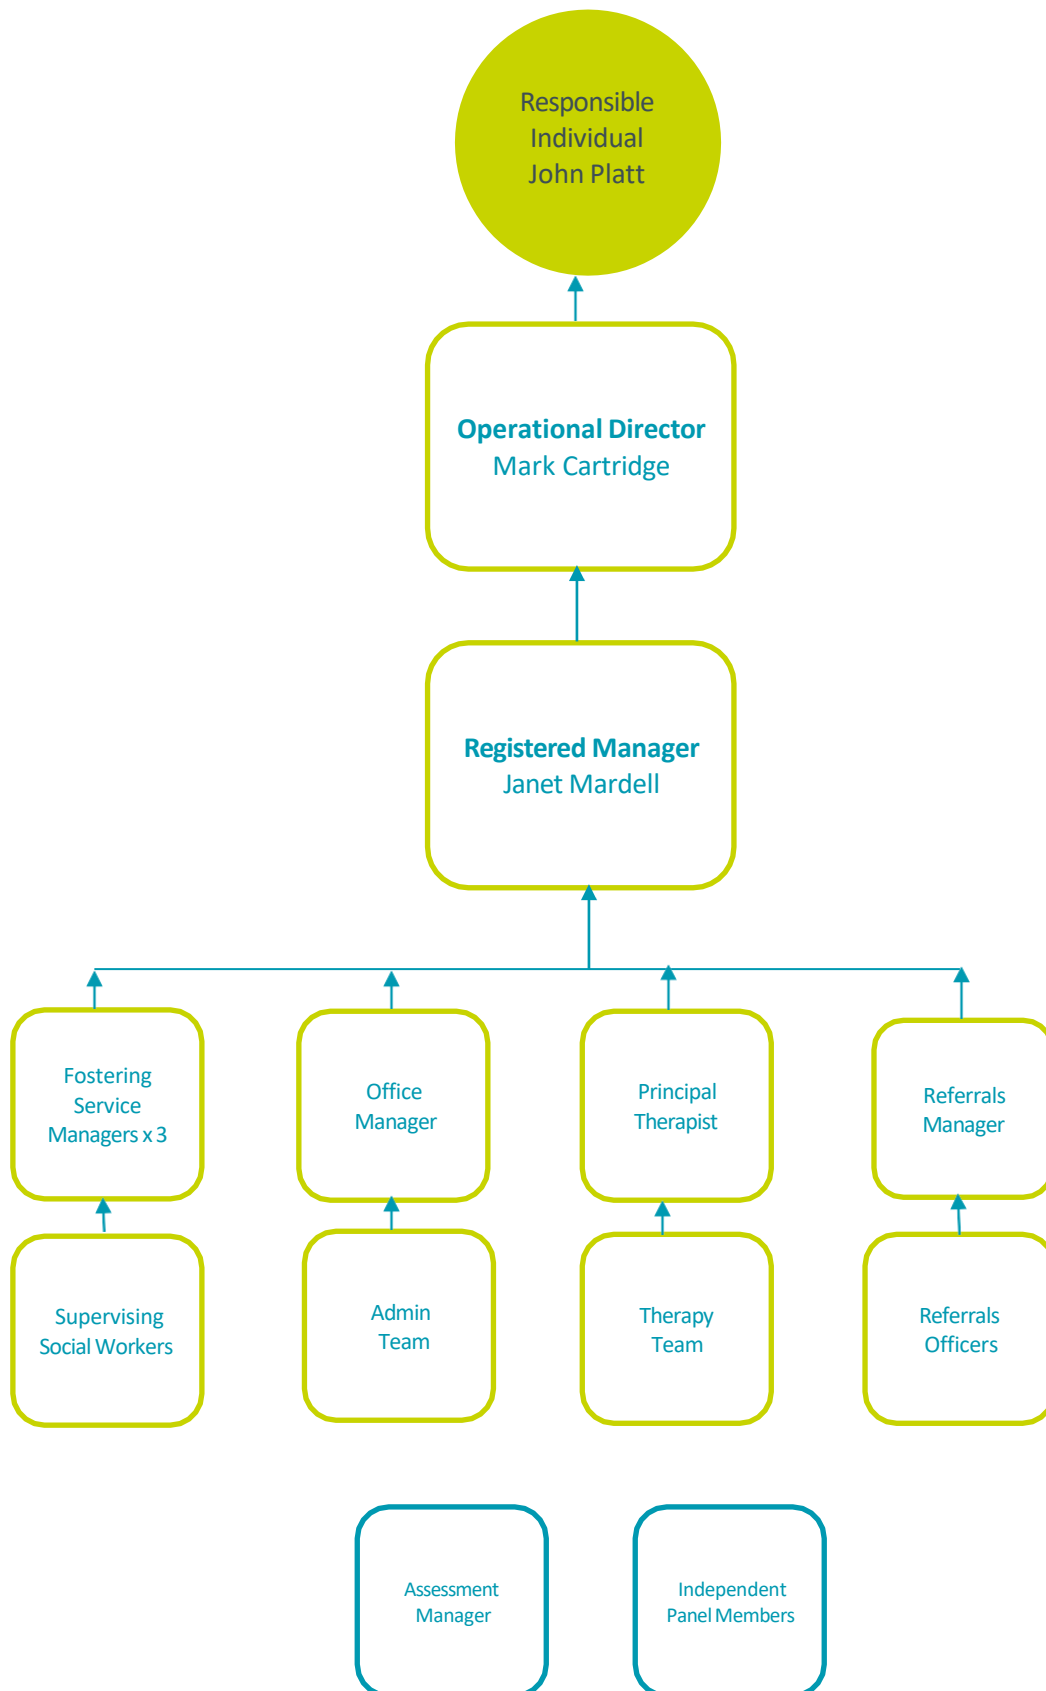 Responsible
Individual
John Platt
Operational Director
Mark Cartridge
Registered Manager
Janet Mardell
Fostering
Service
Managers x 3
Office
Manager
Principal
Therapist
Referrals
Manager
Supervising
Social Workers
Admin
Team
Therapy
Team
Referrals
Officers
Assessment
Manager
Independent
Panel Members